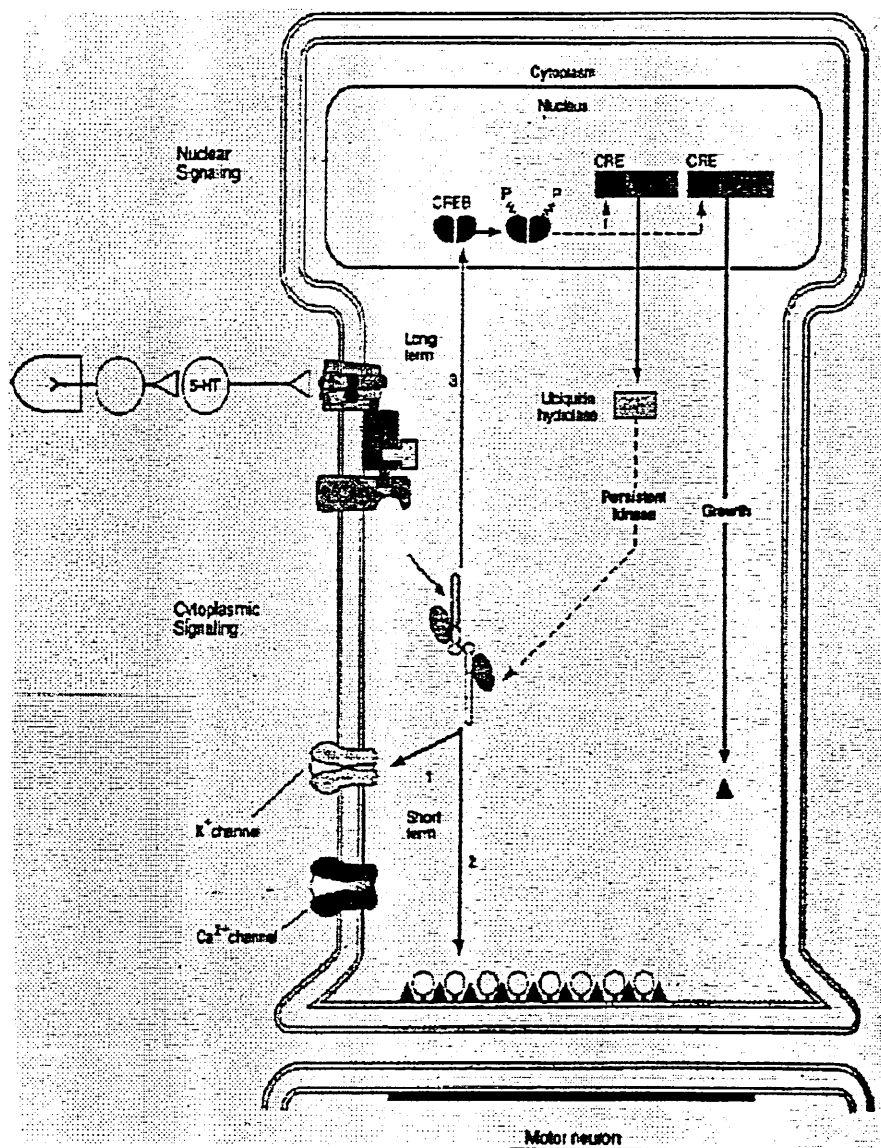 Cytoplasm
Nucleus
Nuclear
Signaling
CRE
CRE
P
P
CREB
Long
term
3
5-HT
Ubiquitin
hydrolase
Persistent
kinase
Growth
Cytoplasmic
Signaling
1
K+ channel
Short
term
2
Ca2+ channel
Motor neuron